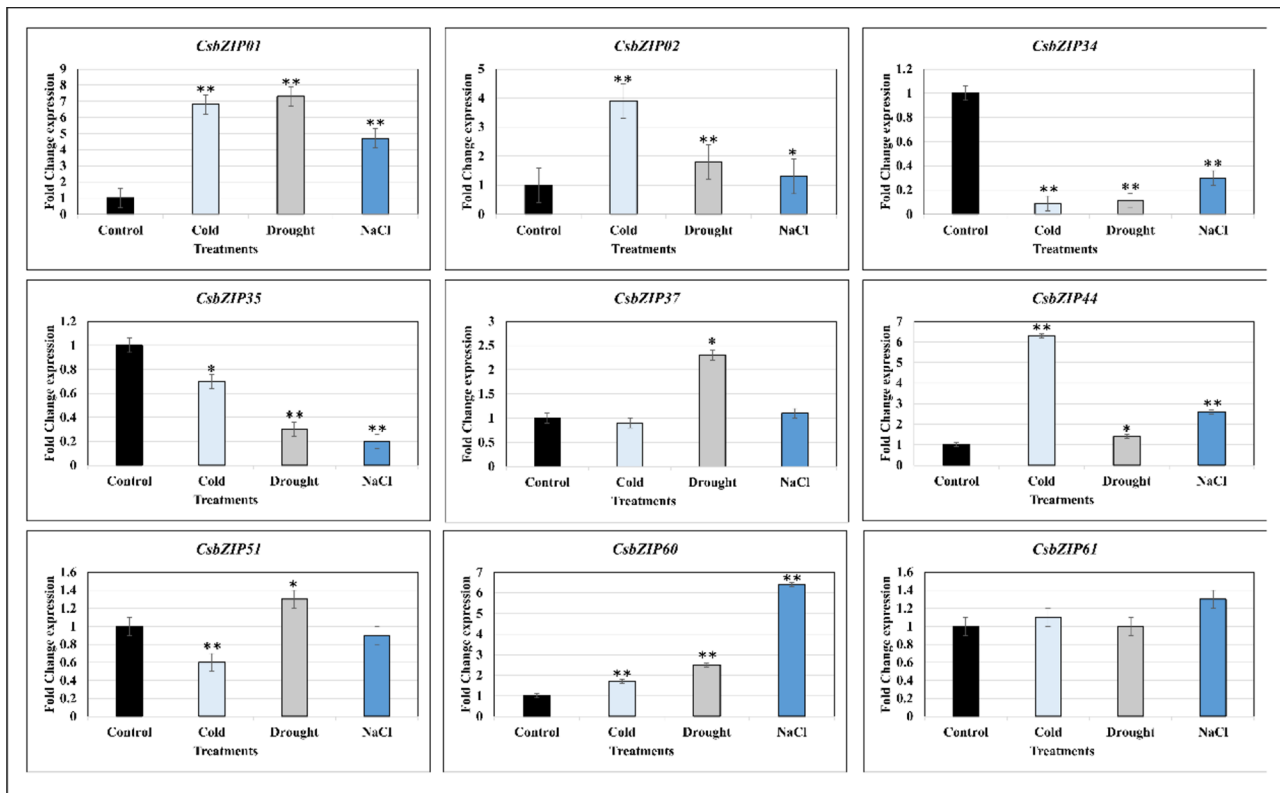 CsbZIP01
Fold Change expression
9
8
7
6
5
4
3
2
1
0
**
**
**
Control Cold Drought NaCl
Treatments
CsbZIP02
Fold Change expression
5
4
3
2
1
0
**
**
*
Control Cold Drought NaCl
Treatments
CsbZIP34
Fold Change expression
1.2
1
0.8
0.6
0.4
0.2
0
**
**
**
Control Cold Drought NaCl
Treatments
CsbZIP35
Fold Change expression
1.2
1
0.8
0.6
0.4
0.2
0
*
**
**
Control Cold Drought NaCl
Treatments
CsbZIP37
Fold Change expression
3
2.5
2
1.5
1
0.5
0
*
Control Cold Drought NaCl
Treatments
CsbZIP44
Fold Change expression
7
6
5
4
3
2
1
0
**
*
**
Control Cold Drought NaCl
Treatments
CsbZIP51
Fold Change expression
1.6
1.4
1.2
1
0.8
0.6
0.4
0.2
0
**
*
Control Cold Drought NaCl
Treatments
CsbZIP60
Fold Change expression
7
6
5
4
3
2
1
0
**
**
**
Control Cold Drought NaCl
Treatments
CsbZIP61
Fold Change expression
1.6
1.4
1.2
1
0.8
0.6
0.4
0.2
0
Control Cold Drought NaCl
Treatments